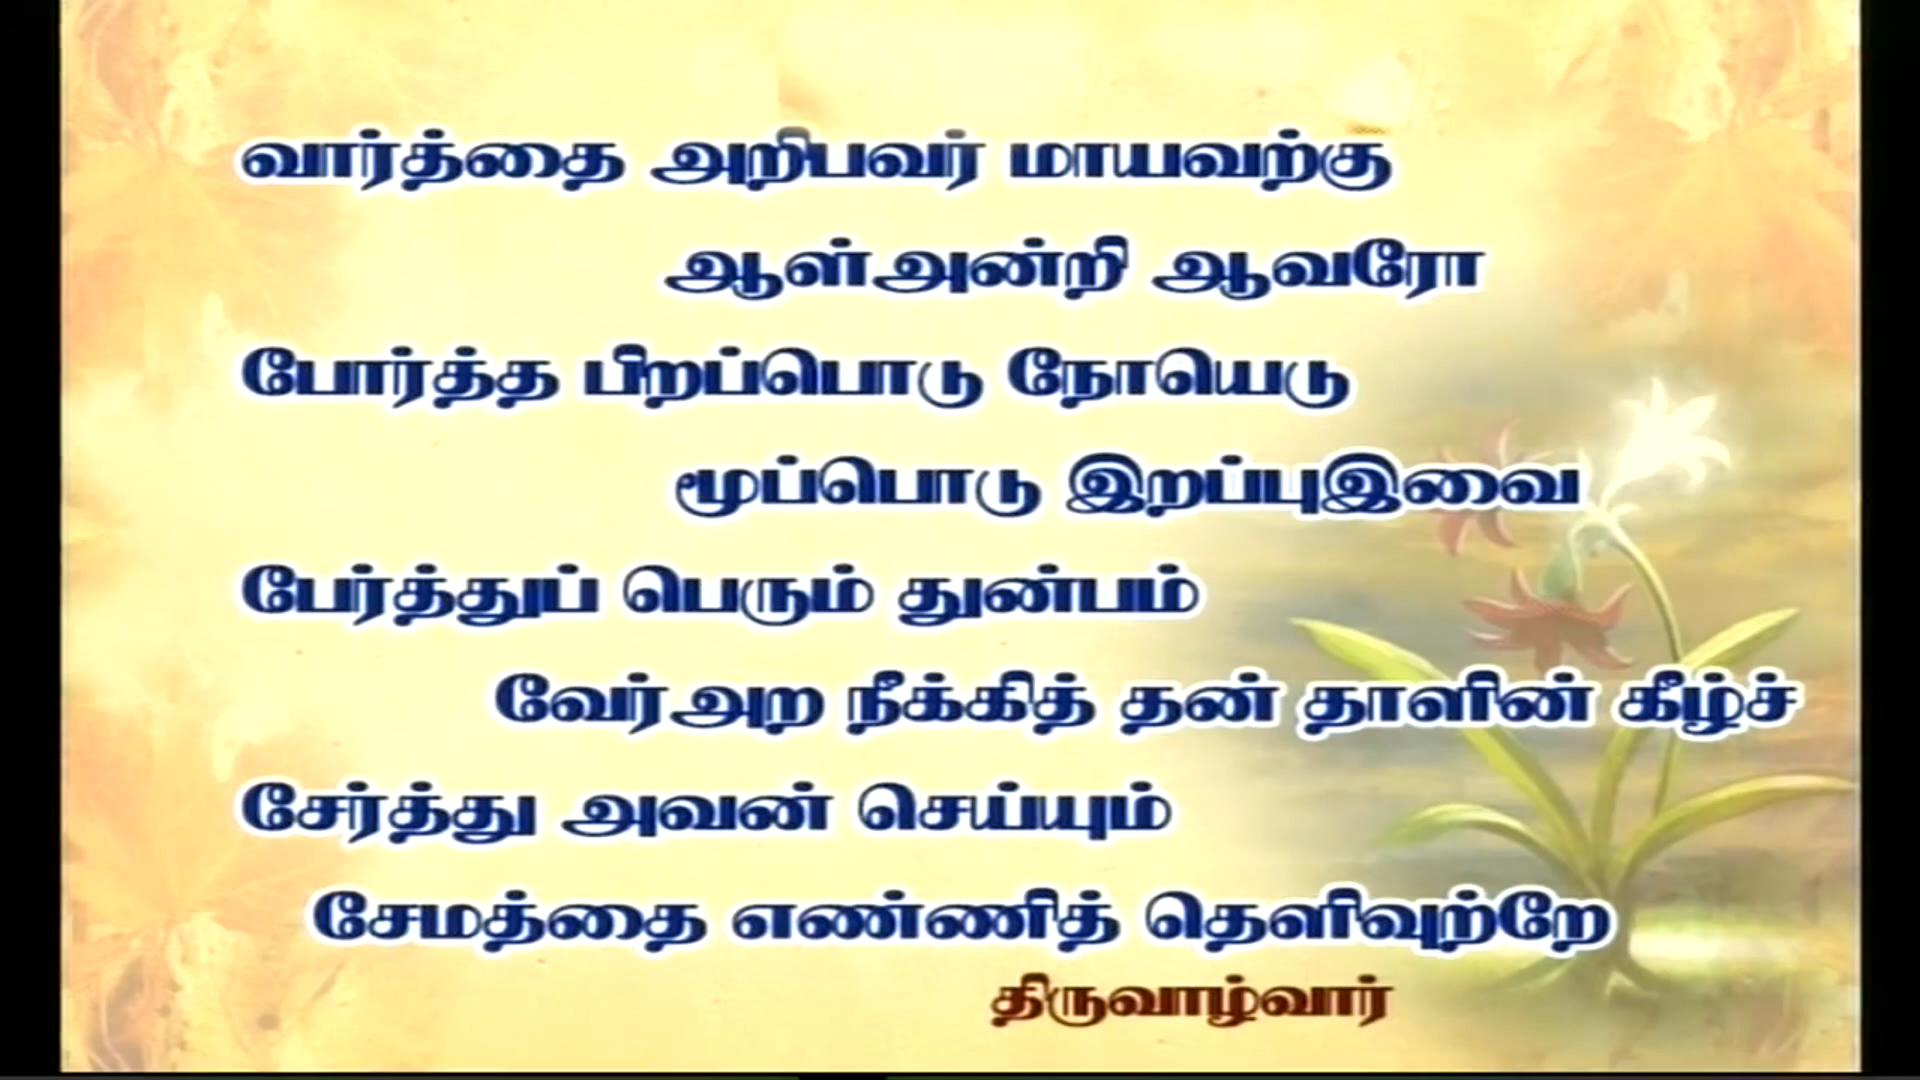 வார்த்தை அறிபவர் மாயவற்கு
ஆள்அன்றி ஆவரோ
போர்த்த பிறப்பொடு நோயெடு
மூப்பொடு இறப்புஇவை
பேர்த்துப் பெரும் துன்பம்
வேர்அற நீக்கித் தன் தாளின் கீழ்ச்
சேர்த்து அவன் செய்யும்
சேமத்தை எண்ணித் தெளிவுற்றே
திருவாழ்வார்